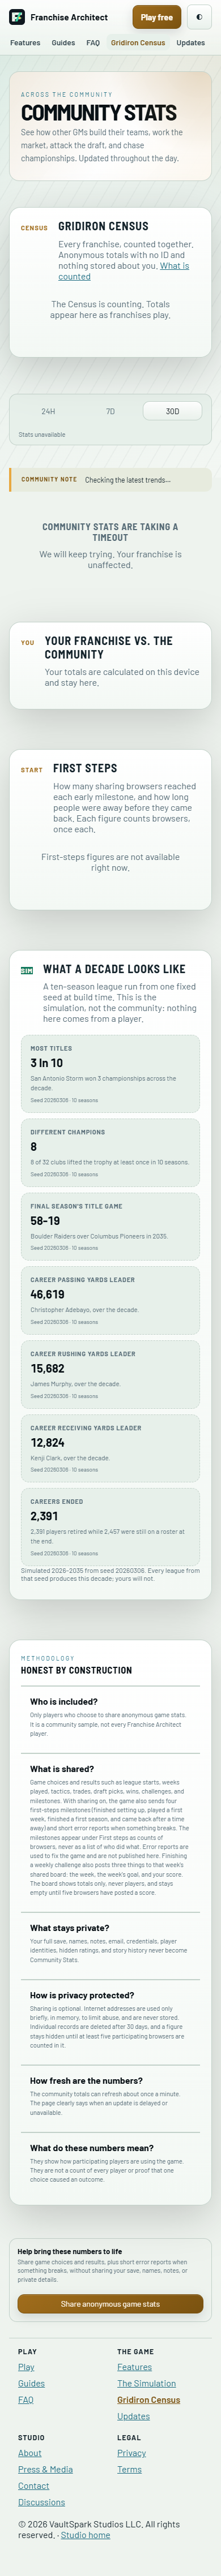 Franchise Architect
Play free
Features
Guides
FAQ
Gridiron Census
Updates
ACROSS THE COMMUNITY
COMMUNITY STATS
See how other GMs build their teams, work the
market, attack the draft, and chase
championships. Updated throughout the day.
CENSUS
GRIDIRON CENSUS
Every franchise, counted together.
Anonymous totals with no ID and
nothing stored about you. What is
counted
The Census is counting. Totals
appear here as franchises play.
24H
7D
30D
Stats unavailable
COMMUNITY NOTE
Checking the latest trends...
COMMUNITY STATS ARE TAKING A
TIMEOUT
We will keep trying. Your franchise is
unaffected.
YOU
YOUR FRANCHISE VS. THE
COMMUNITY
Your totals are calculated on this device
and stay here.
START
FIRST STEPS
How many sharing browsers reached
each early milestone, and how long
people were away before they came
back. Each figure counts browsers,
once each.
First-steps figures are not available
right now.
SIM
WHAT A DECADE LOOKS LIKE
A ten-season league run from one fixed
seed at build time. This is the
simulation, not the community: nothing
here comes from a player.
MOST TITLES
3 in 10
San Antonio Storm won 3 championships across the
decade.
Seed 20260308 · 10 seasons
DIFFERENT CHAMPIONS
8
8 of 32 clubs lifted the trophy at least once in 10 seasons.
Seed 20260308 · 10 seasons
FINAL SEASON'S TITLE GAME
58-19
Boulder Raiders over Columbus Pioneers in 2035.
Seed 20260308 · 10 seasons
CAREER PASSING YARDS LEADER
46,619
Christopher Adebayo, over the decade.
Seed 20260308 · 10 seasons
CAREER RUSHING YARDS LEADER
15,682
James Murphy, over the decade.
Seed 20260308 · 10 seasons
CAREER RECEIVING YARDS LEADER
12,824
Kenji Clark, over the decade.
Seed 20260308 · 10 seasons
CAREERS ENDED
2,391
2,391 players retired while 2,457 were still on a roster at
the end.
Seed 20260308 · 10 seasons
Simulated 2026-2035 from seed 20260308. Every league from
that seed produces this decade; yours will not.
METHODOLOGY
HONEST BY CONSTRUCTION
Who is included?
Only players who choose to share anonymous game stats.
It is a community sample, not every Franchise Architect
player.
What is shared?
Game choices and results such as league starts, weeks
played, tactics, trades, draft picks, wins, challenges, and
milestones. With sharing on, the game also sends four
first-steps milestones (finished setting up, played a first
week, finished a first season, and came back after a time
away) and short error reports when something breaks. The
milestones appear under First steps as counts of
browsers, never as a list of who did what. Error reports are
used to fix the game and are not published here. Finishing
a weekly challenge also posts three things to that week's
shared board: the week, the week's goal, and your score.
The board shows totals only, never players, and stays
empty until five browsers have posted a score.
What stays private?
Your full save, names, notes, email, credentials, player
identities, hidden ratings, and story history never become
Community Stats.
How is privacy protected?
Sharing is optional. Internet addresses are used only
briefly, in memory, to limit abuse, and are never stored.
Individual records are deleted after 30 days, and a figure
stays hidden until at least five participating browsers are
counted in it.
How fresh are the numbers?
The community totals can refresh about once a minute.
The page clearly says when an update is delayed or
unavailable.
What do these numbers mean?
They show how participating players are using the game.
They are not a count of every player or proof that one
choice caused an outcome.
Help bring these numbers to life
Share game choices and results, plus short error reports when
something breaks, without sharing your save, names, notes, or
private details.
Share anonymous game stats
PLAY
Play
Guides
FAQ
THE GAME
Features
The Simulation
Gridiron Census
Updates
STUDIO
About
Press & Media
Contact
Discussions
LEGAL
Privacy
Terms
© 2026 VaultSpark Studios LLC. All rights
reserved. · Studio home